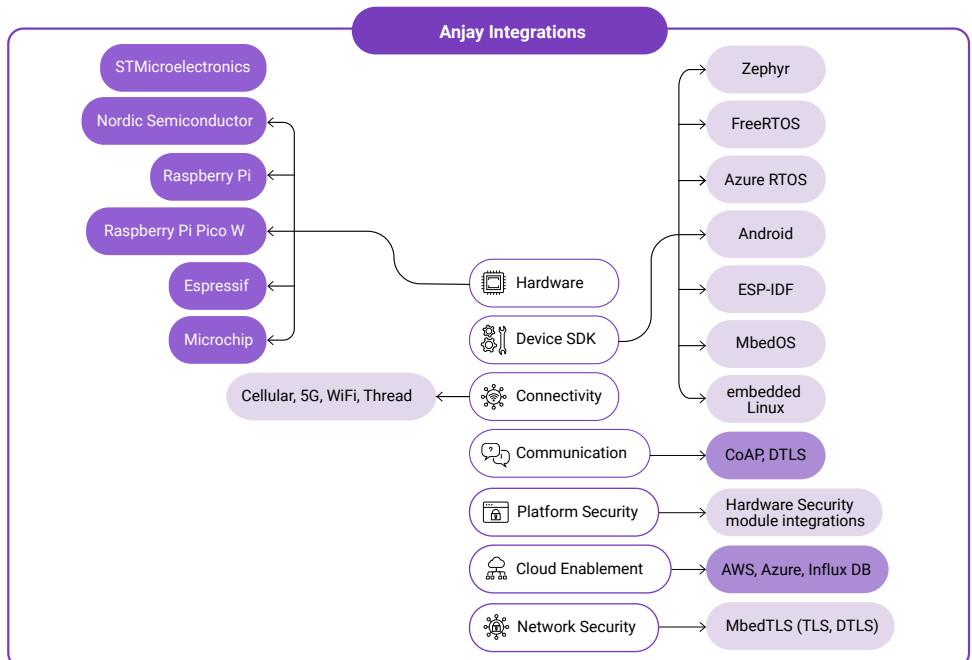 Anjay Integrations
STMicroelectronics
Nordic Semiconductor
Raspberry Pi
Raspberry Pi Pico W
Espressif
Microchip
Cellular, 5G, WiFi, Thread
Hardware
Device SDK
Connectivity
Communication
Platform Security
Cloud Enablement
Network Security
Zephyr
FreeRTOS
Azure RTOS
Android
ESP-IDF
MbedOS
embedded
Linux
CoAP, DTLS
Hardware Security
module integrations
AWS, Azure, Influx DB
MbedTLS (TLS, DTLS)